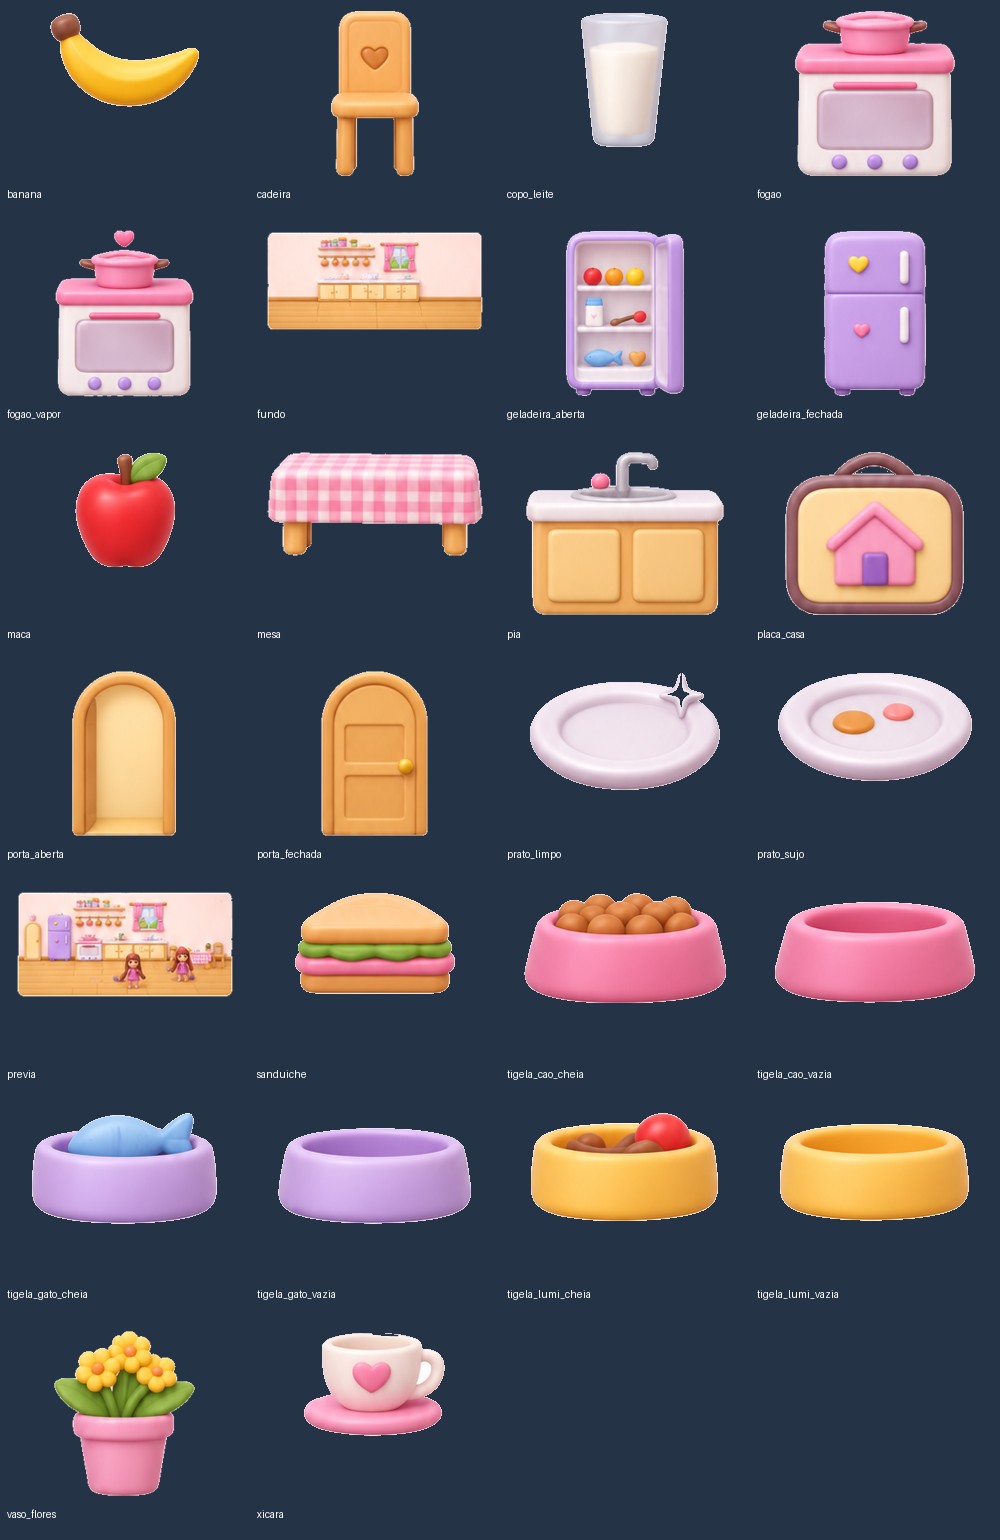 banana
cadeira
copo_leite
fogao
fogao_vapor
fundo
geladeira_aberta
geladeira_fechada
maca
mesa
pia
placa_casa
porta_aberta
porta_fechada
prato_limpo
prato_sujo
previa
sanduiche
tigela_cao_cheia
tigela_cao_vazia
tigela_gato_cheia
tigela_gato_vazia
tigela_lumi_cheia
tigela_lumi_vazia
vaso_flores
xicara